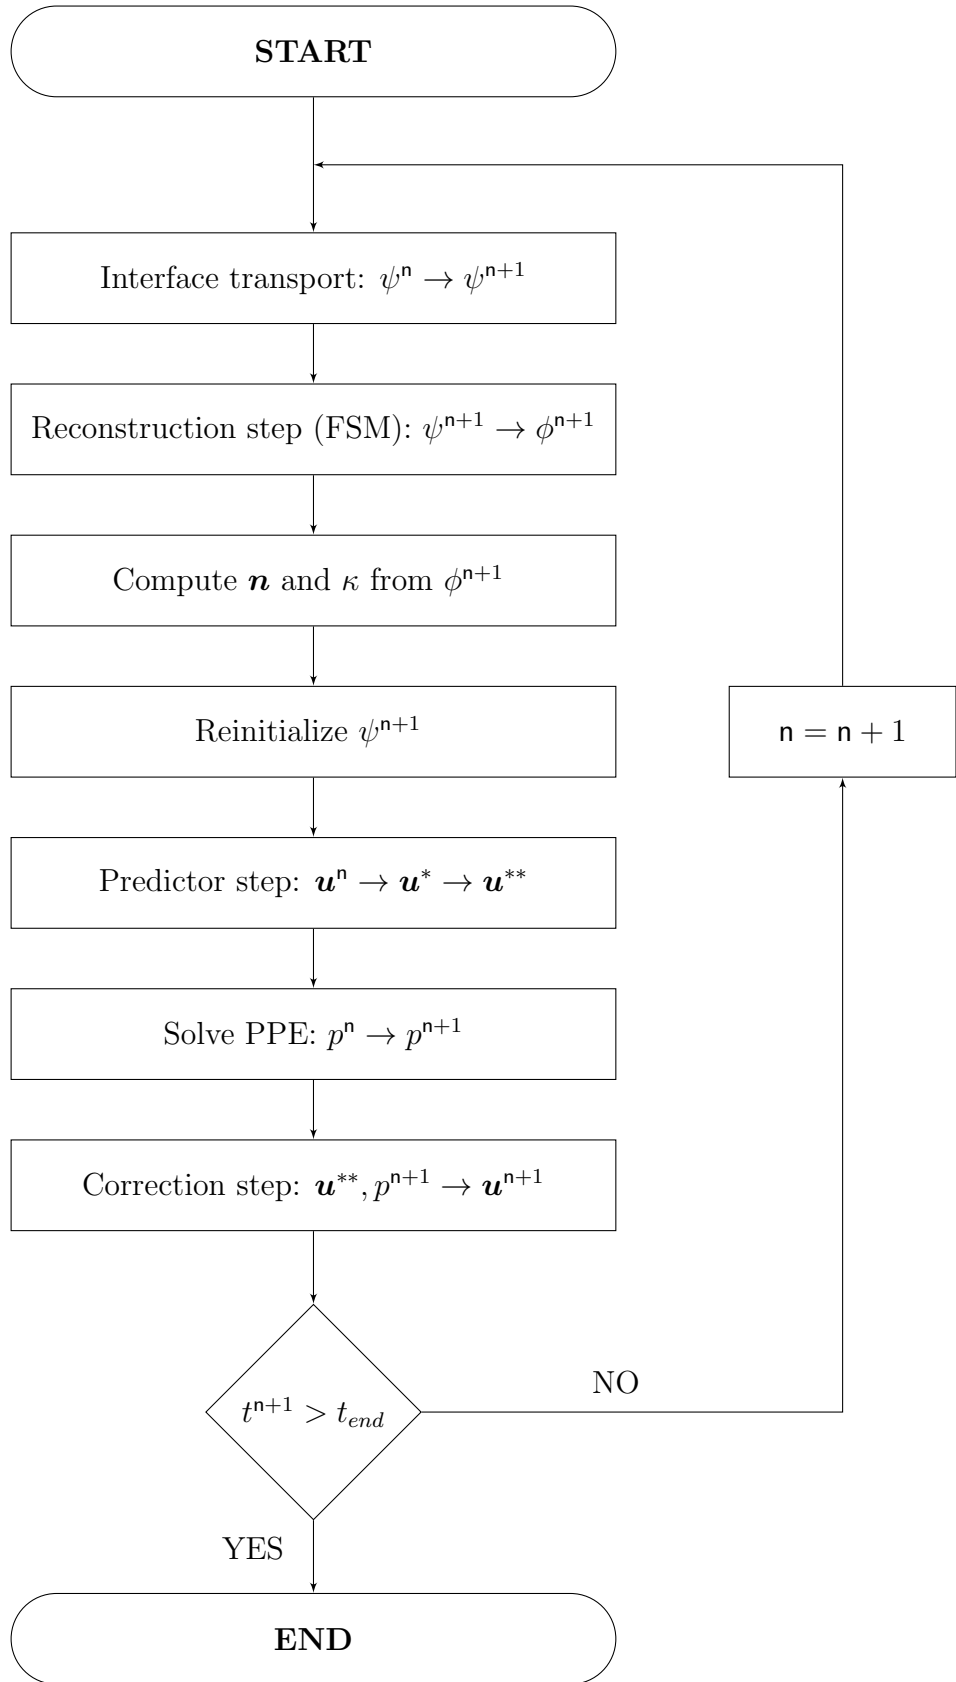 START
Interface transport: ψⁿ → ψⁿ⁺¹
Reconstruction step (FSM): ψⁿ⁺¹ → ϕⁿ⁺¹
Compute n and κ from ϕⁿ⁺¹
Reinitialize ψⁿ⁺¹
n = n + 1
Predictor step: uⁿ → u* → u**
Solve PPE: pⁿ → pⁿ⁺¹
Correction step: u**, pⁿ⁺¹ → uⁿ⁺¹
NO
tⁿ⁺¹ > t_end
YES
END